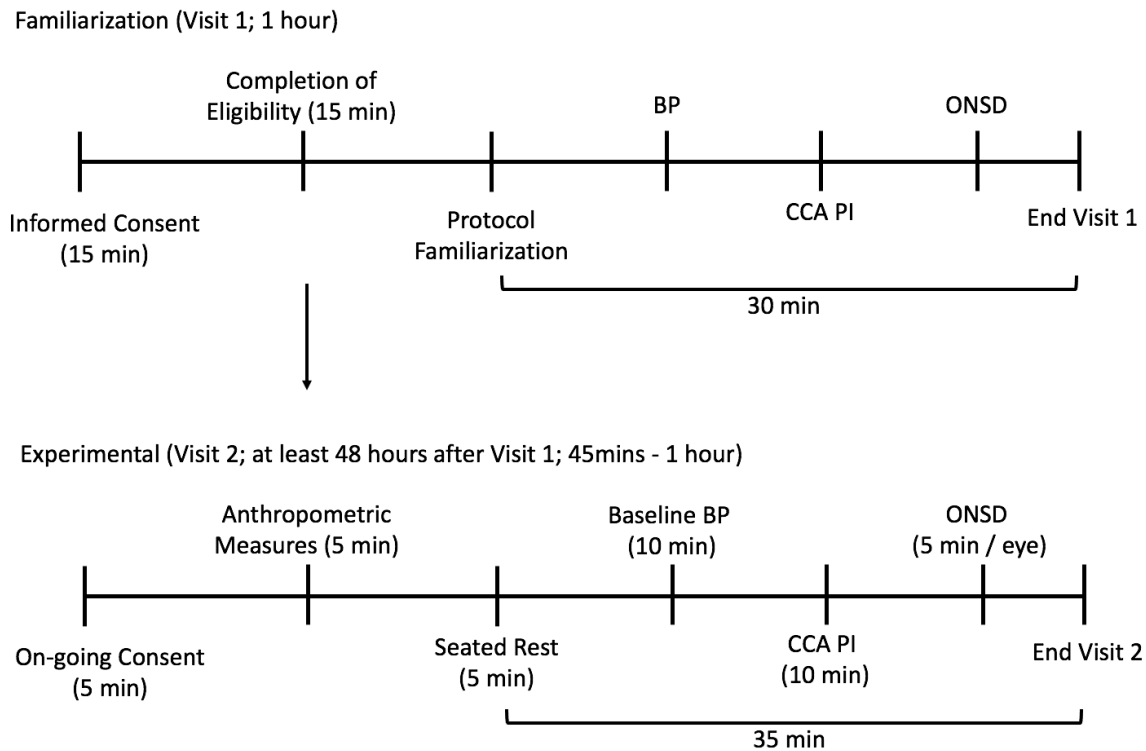 Familiarization (Visit 1; 1 hour)
Completion of
Eligibility (15 min)
BP
ONSD
Informed Consent
(15 min)
Protocol
Familiarization
CCA PI
End Visit 1
30 min
Experimental (Visit 2; at least 48 hours after Visit 1; 45mins - 1 hour)
Anthropometric
Measures (5 min)
Baseline BP
(10 min)
ONSD
(5 min / eye)
On-going Consent
(5 min)
Seated Rest
(5 min)
CCA PI
(10 min)
End Visit 2
35 min